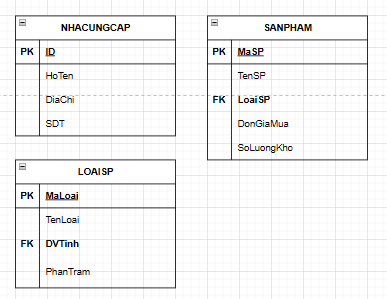 NHACUNGCAP
PK ID
HoTen
DiaChi
SDT
SANPHAM
PK MaSP
TenSP
FK LoaiSP
DonGiaMua
SoLuongKho
LOAISP
PK MaLoai
TenLoai
FK DVTinh
PhanTram